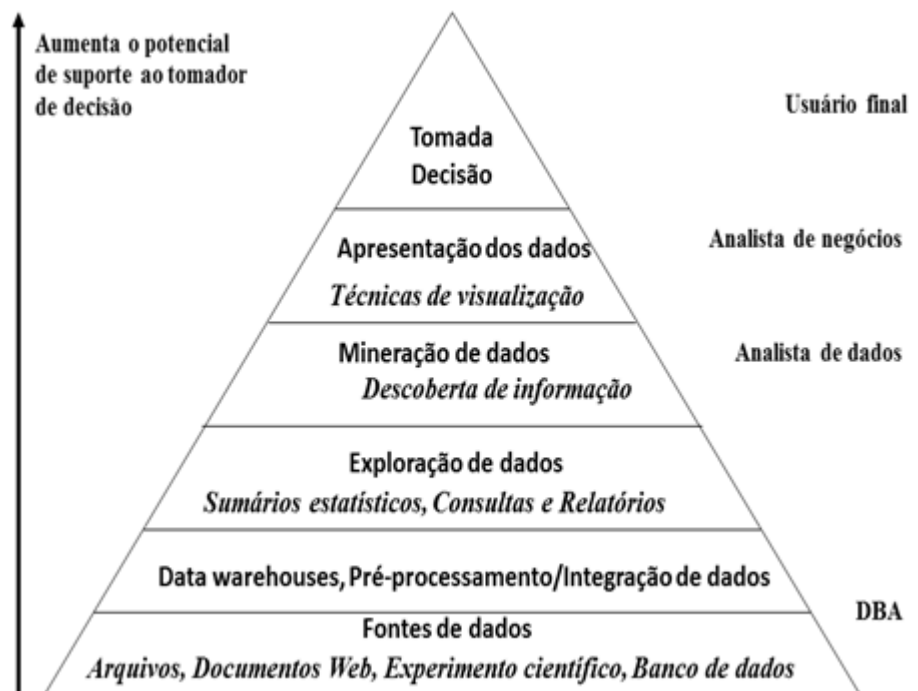 Aumenta o potencial
de suporte ao tomador
de decisão
Usuário final
Tomada
Decisão
Analista de negócios
Apresentação dos dados
Técnicas de visualização
Analista de dados
Mineração de dados
Descoberta de informação
Exploração de dados
Sumários estatísticos, Consultas e Relatórios
Data warehouses, Pré-processamento/Integração de dados
DBA
Fontes de dados
Arquivos, Documentos Web, Experimento científico, Banco de dados